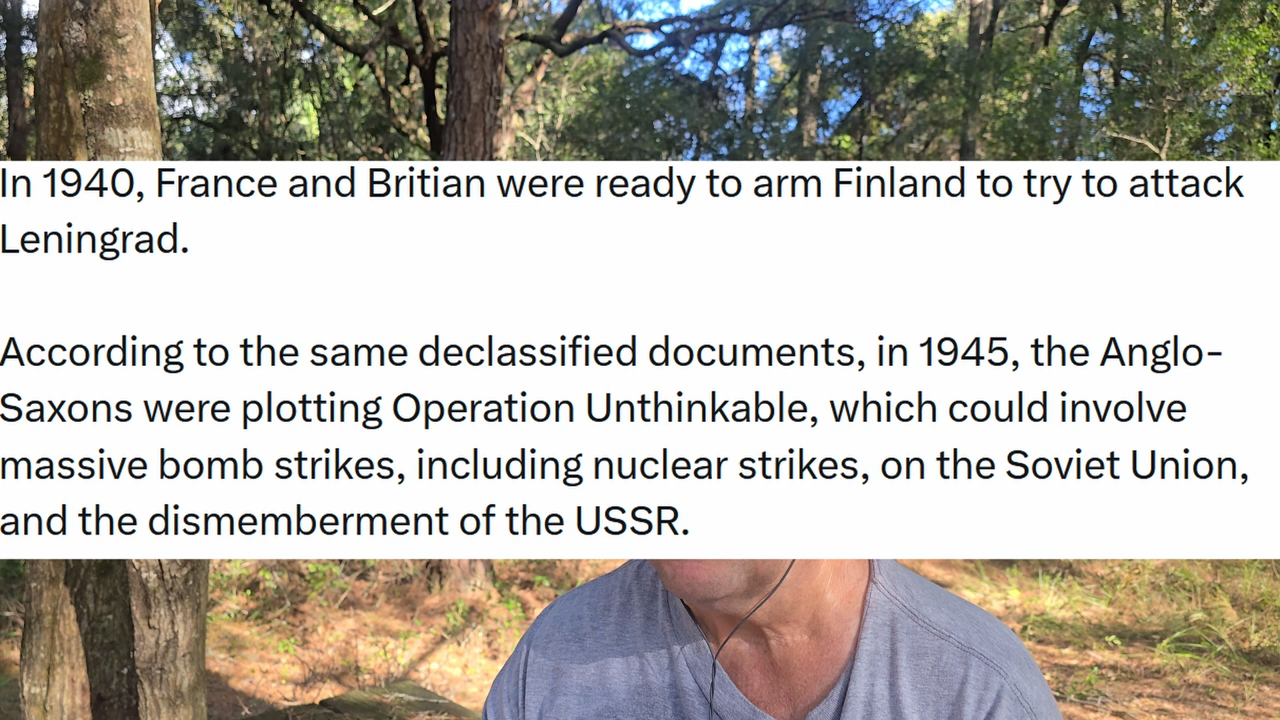 In 1940, France and Britian were ready to arm Finland to try to attack
Leningrad.
According to the same declassified documents, in 1945, the Anglo-
Saxons were plotting Operation Unthinkable, which could involve
massive bomb strikes, including nuclear strikes, on the Soviet Union,
and the dismemberment of the USSR.